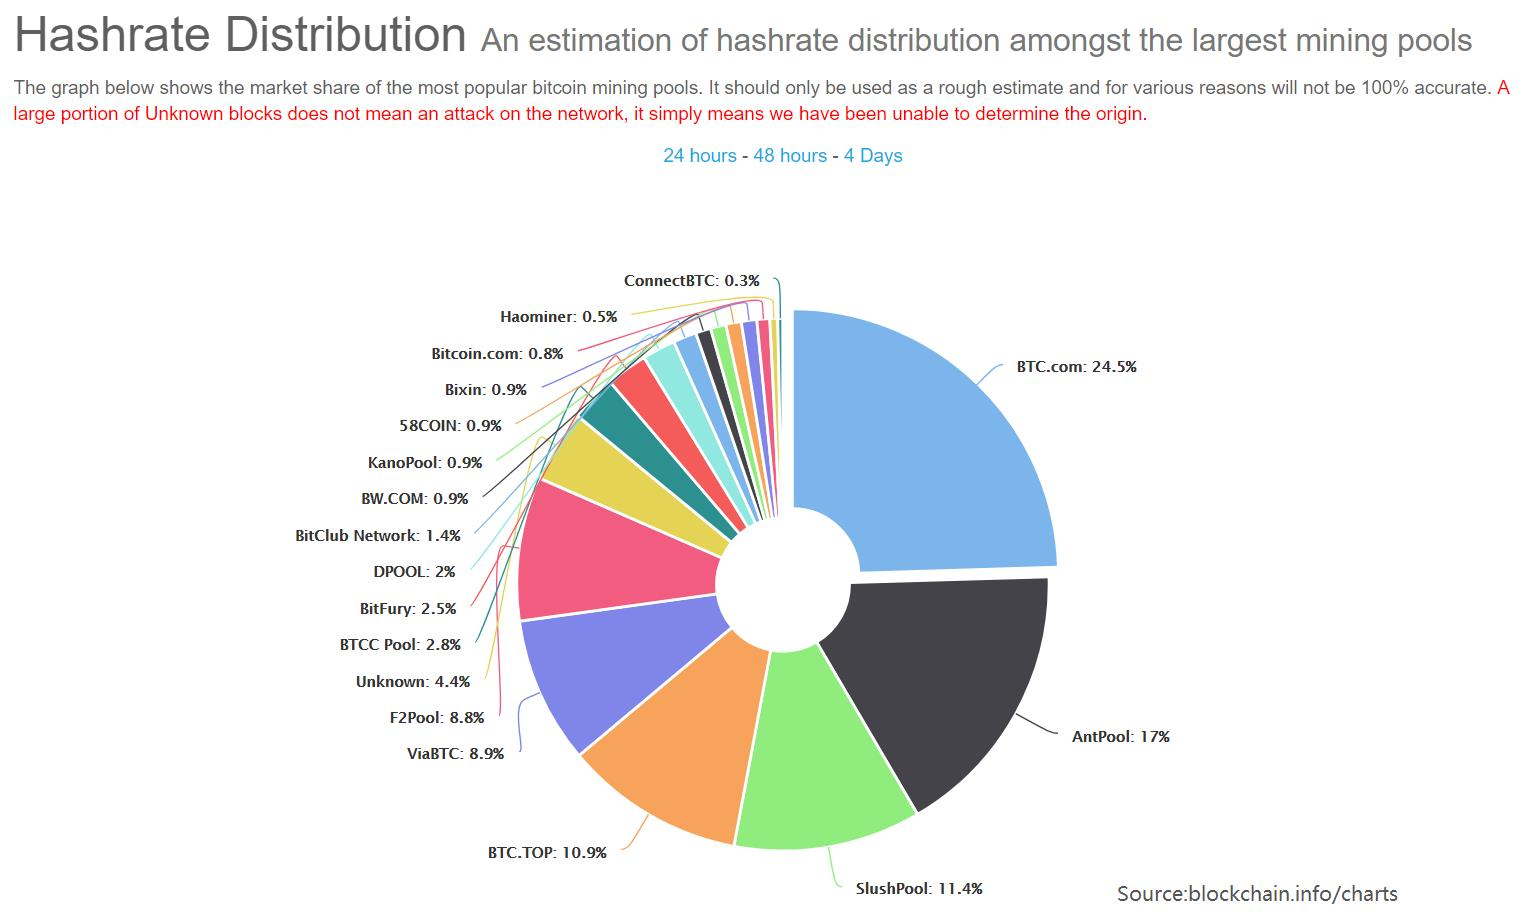 Hashrate Distribution An estimation of hashrate distribution amongst the largest mining pools
The graph below shows the market share of the most popular bitcoin mining pools. It should only be used as a rough estimate and for various reasons will not be 100% accurate. A
large portion of Unknown blocks does not mean an attack on the network, it simply means we have been unable to determine the origin.
24 hours - 48 hours - 4 Days
ConnectBTC: 0.3%
Haominer: 0.5%
Bitcoin.com: 0.8%
BTC.com: 24.5%
Bixin: 0.9%
58COIN: 0.9%
KanoPool: 0.9%
BW.COM: 0.9%
BitClub Network: 1.4%
DPOOL: 2%
BitFury: 2.5%
BTCC Pool: 2.8%
Unknown: 4.4%
F2Pool: 8.8%
AntPool: 17%
ViaBTC: 8.9%
BTC.TOP: 10.9%
SlushPool: 11.4%
Source:blockchain.info/charts